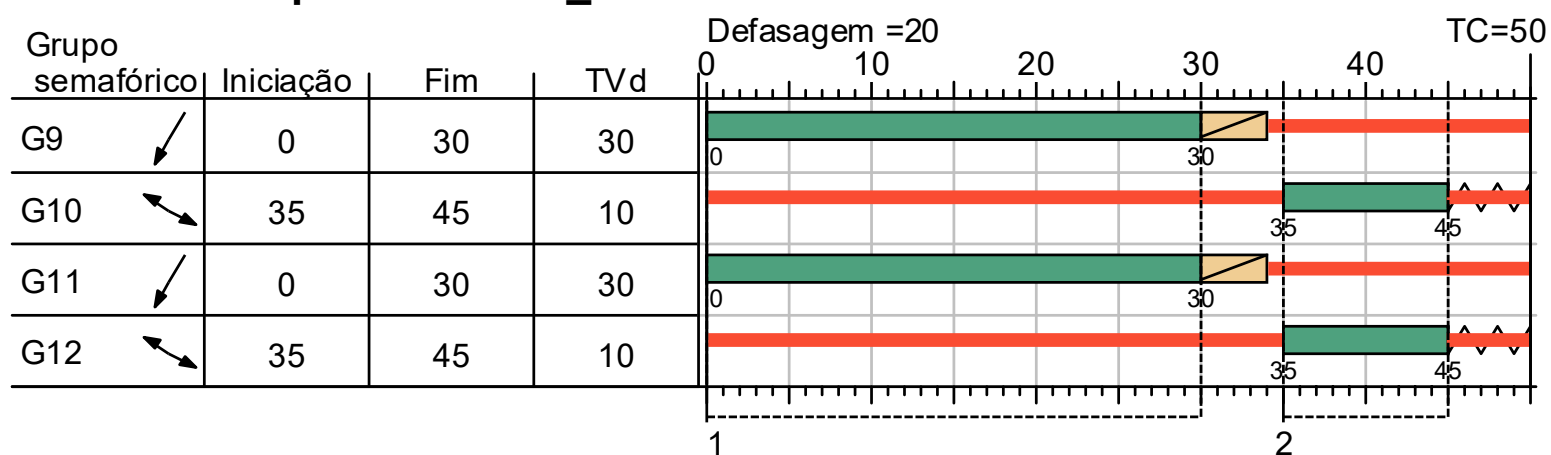 Defasagem =20 TC=50
Grupo
semafórico Iniciação Fim TVd 0 10 20 30 40
G9 0 30 30
0 30
G10 35 45 10
35 45
G11 0 30 30
0 30
G12 35 45 10
35 45
1 2